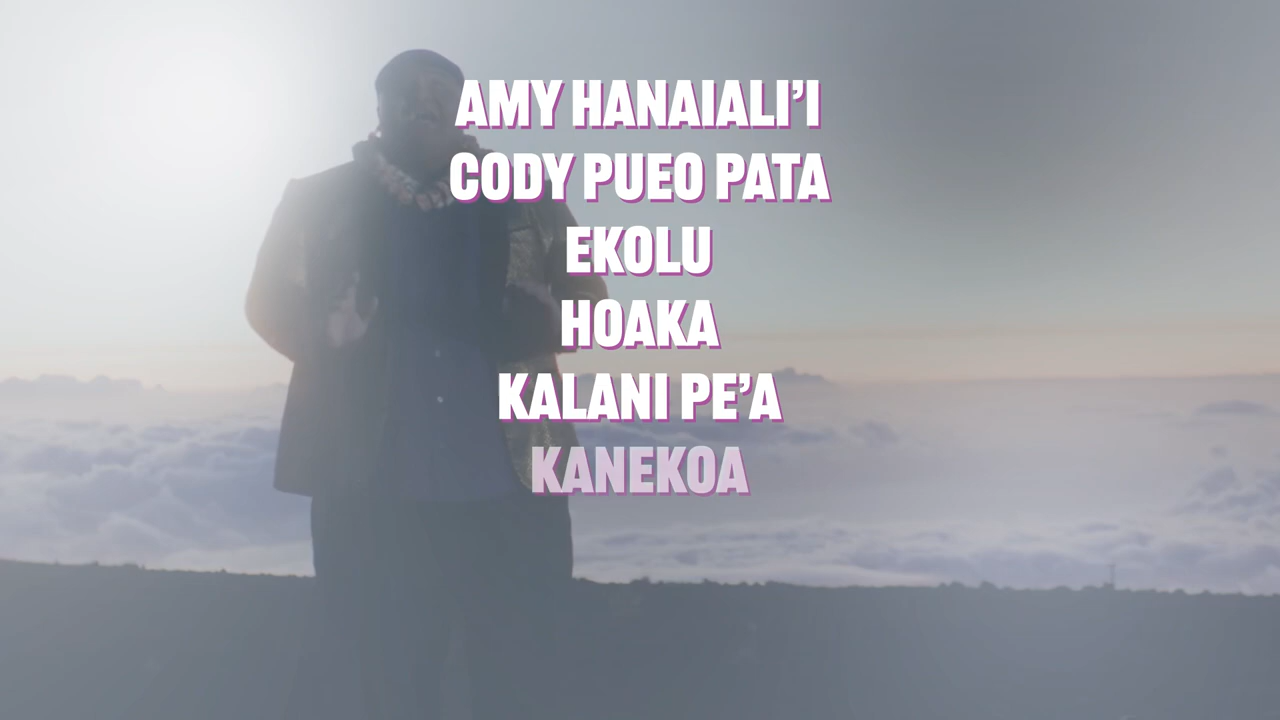 AMY HANAIALI’I
CODY PUEO PATA
EKOLU
HOAKA
KALANI PE’A
KANEKOA